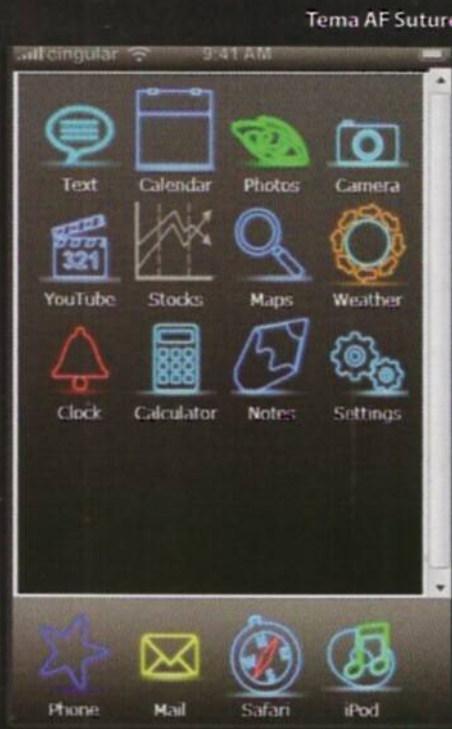 Tema AF Suture
cingular 9:41 AM
Text Calendar Photos Camera
321
YouTube Stocks Maps Weather
Clock Calculator Notes Settings
Phone Mail Safari iPod